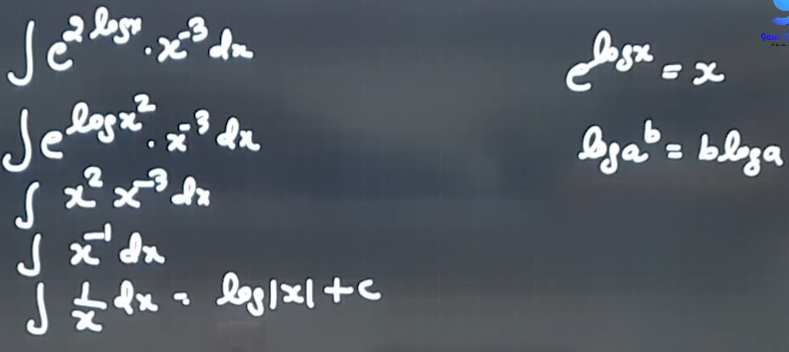 ∫ e^{2 log x} · x^{-3} dx
e^{log x} = x
∫ e^{log x^2} · x^{-3} dx
log a^b = b log a
∫ x^2 x^{-3} dx
∫ x^{-1} dx
∫ 1/x dx = log|x| + c